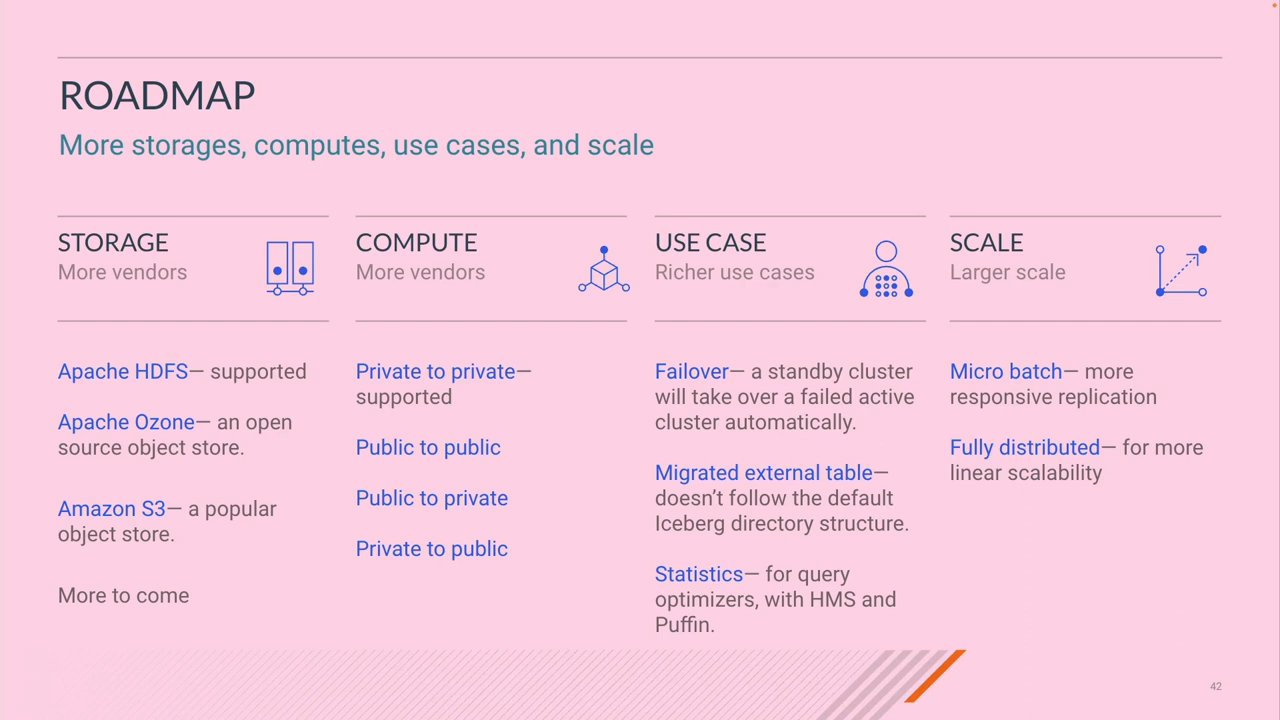 ROADMAP
More storages, computes, use cases, and scale
STORAGE
More vendors
Apache HDFS— supported
Apache Ozone— an open
source object store.
Amazon S3— a popular
object store.
More to come
COMPUTE
More vendors
Private to private—
supported
Public to public
Public to private
Private to public
USE CASE
Richer use cases
Failover— a standby cluster
will take over a failed active
cluster automatically.
Migrated external table—
doesn’t follow the default
Iceberg directory structure.
Statistics— for query
optimizers, with HMS and
Puffin.
SCALE
Larger scale
Micro batch— more
responsive replication
Fully distributed— for more
linear scalability
42